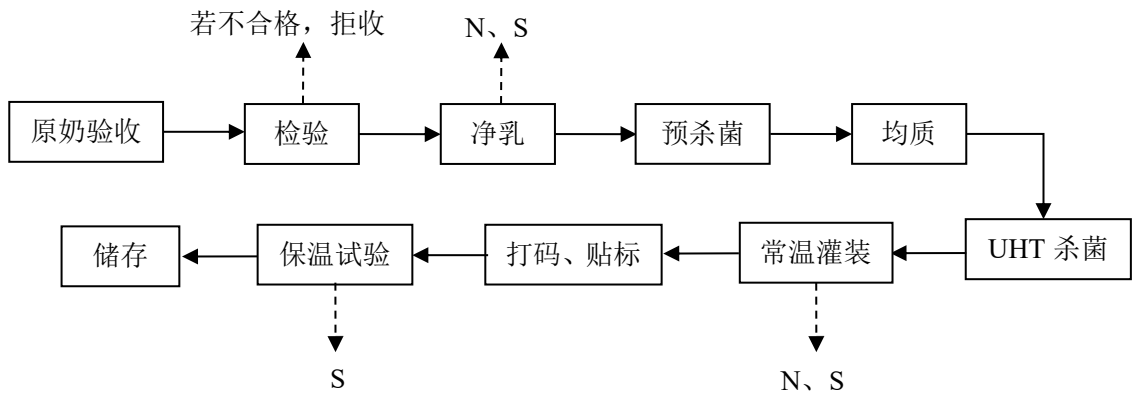 若不合格，拒收
N、S
原奶验收
检验
净乳
预杀菌
均质
储存
保温试验
打码、贴标
常温灌装
UHT 杀菌
S
N、S